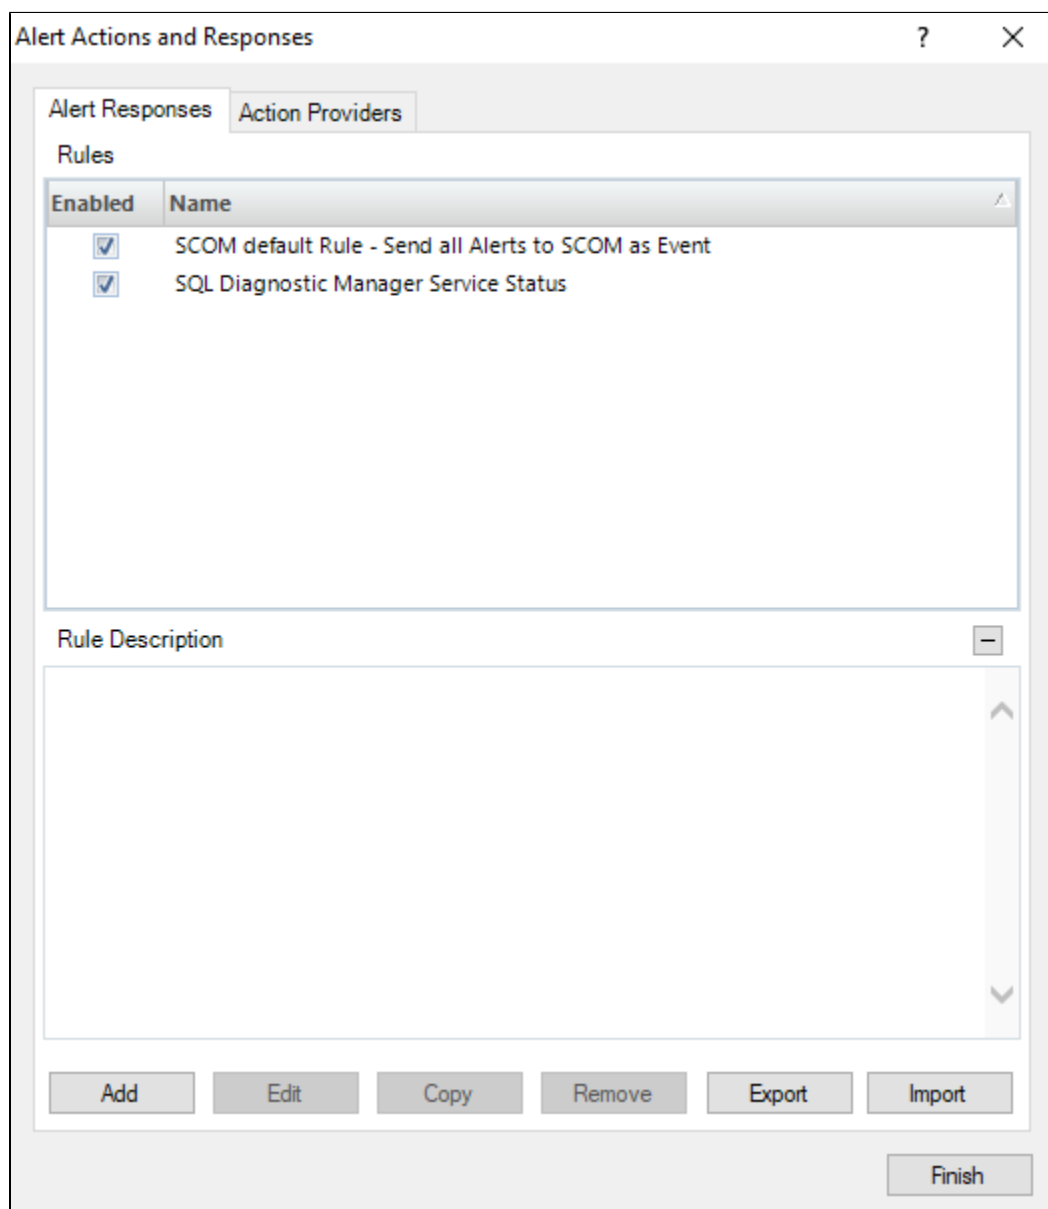 Alert Actions and Responses ?
Alert Responses Action Providers
Rules
Enabled Name
SCOM default Rule - Send all Alerts to SCOM as Event
SQL Diagnostic Manager Service Status
Rule Description
Add Edit Copy Remove Export Import
Finish